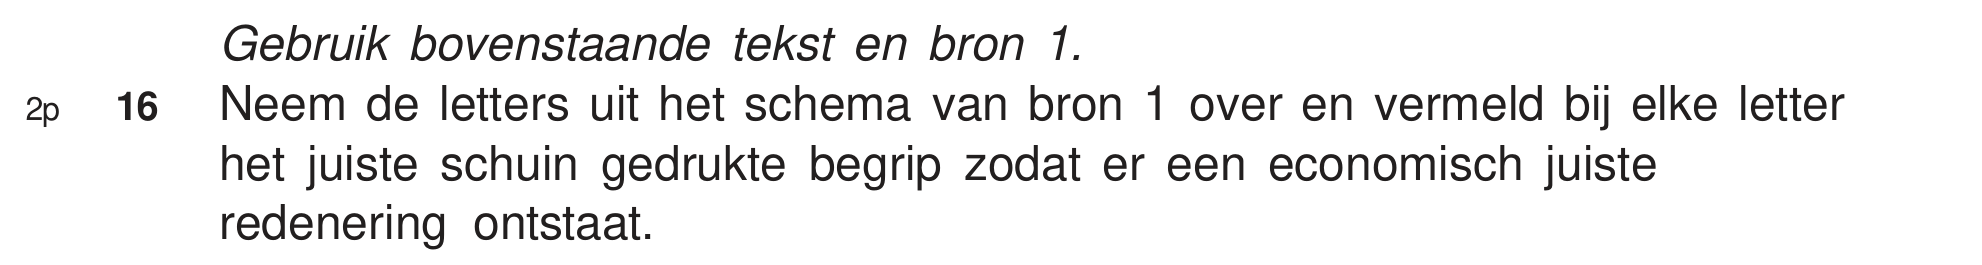 Gebruik bovenstaande tekst en bron 1.
2p 16 Neem de letters uit het schema van bron 1 over en vermeld bij elke letter
het juiste schuin gedrukte begrip zodat er een economisch juiste
redenering ontstaat.